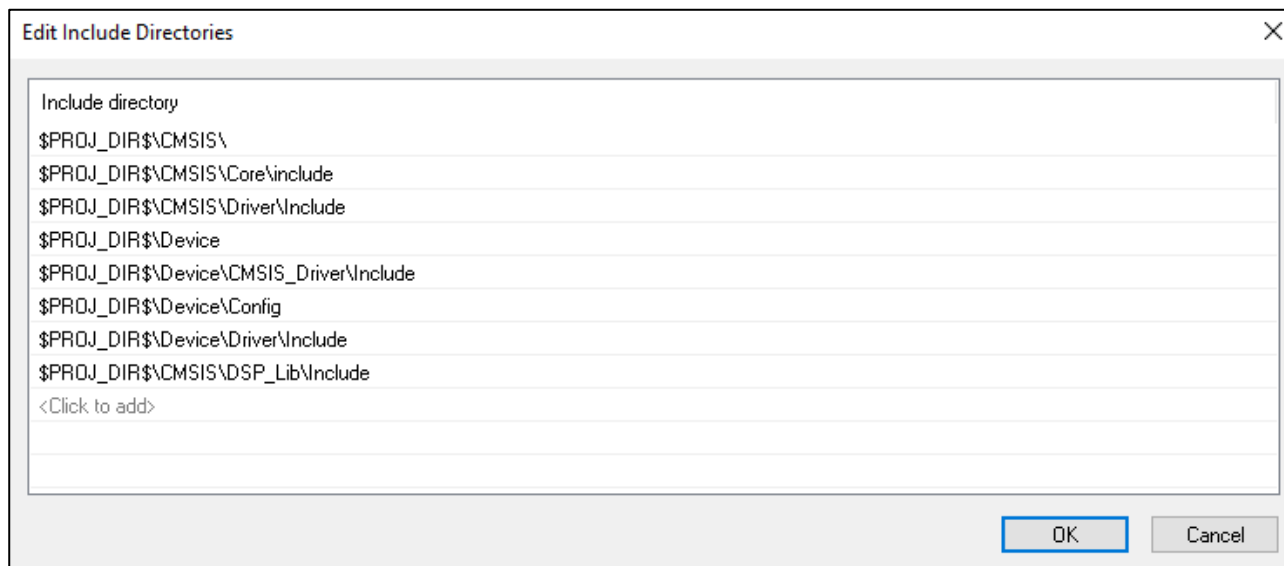 Edit Include Directories
Include directory
$PROJ_DIR$\CMSIS\
$PROJ_DIR$\CMSIS\Core\include
$PROJ_DIR$\CMSIS\Driver\Include
$PROJ_DIR$\Device
$PROJ_DIR$\Device\CMSIS_Driver\Include
$PROJ_DIR$\Device\Config
$PROJ_DIR$\Device\Driver\Include
$PROJ_DIR$\CMSIS\DSP_Lib\Include
<Click to add>
OK Cancel